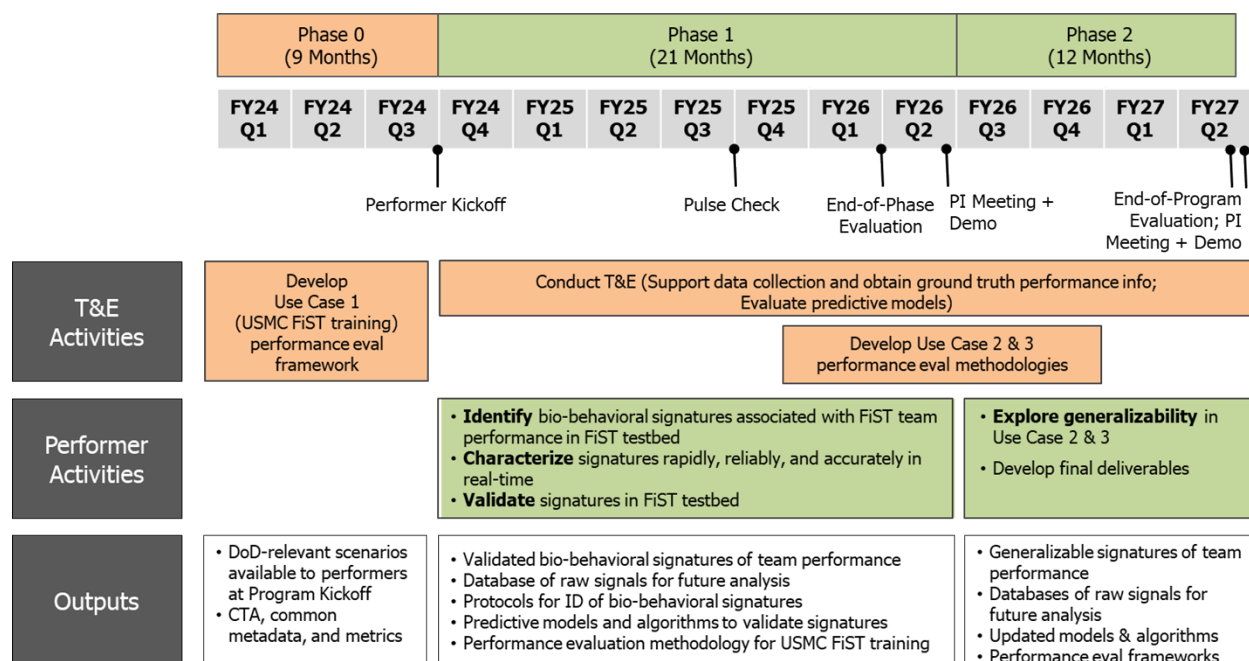 Phase 0
(9 Months)
Phase 1
(21 Months)
Phase 2
(12 Months)
FY24
Q1
FY24
Q2
FY24
Q3
FY24
Q4
FY25
Q1
FY25
Q2
FY25
Q3
FY25
Q4
FY26
Q1
FY26
Q2
FY26
Q3
FY26
Q4
FY27
Q1
FY27
Q2
Performer Kickoff
Pulse Check
End-of-Phase
Evaluation
PI Meeting +
Demo
End-of-Program
Evaluation; PI
Meeting + Demo
T&E
Activities
Develop
Use Case 1
(USMC FiST training)
performance eval
framework
Conduct T&E (Support data collection and obtain ground truth performance info;
Evaluate predictive models)
Develop Use Case 2 & 3
performance eval methodologies
Performer
Activities
• Identify bio-behavioral signatures associated with FiST team
performance in FiST testbed
• Characterize signatures rapidly, reliably, and accurately in
real-time
• Validate signatures in FiST testbed
• Explore generalizability in
Use Case 2 & 3
• Develop final deliverables
Outputs
• DoD-relevant scenarios
available to performers
at Program Kickoff
• CTA, common
metadata, and metrics
• Validated bio-behavioral signatures of team performance
• Database of raw signals for future analysis
• Protocols for ID of bio-behavioral signatures
• Predictive models and algorithms to validate signatures
• Performance evaluation methodology for USMC FiST training
• Generalizable signatures of team
performance
• Databases of raw signals for
future analysis
• Updated models & algorithms
• Performance eval frameworks